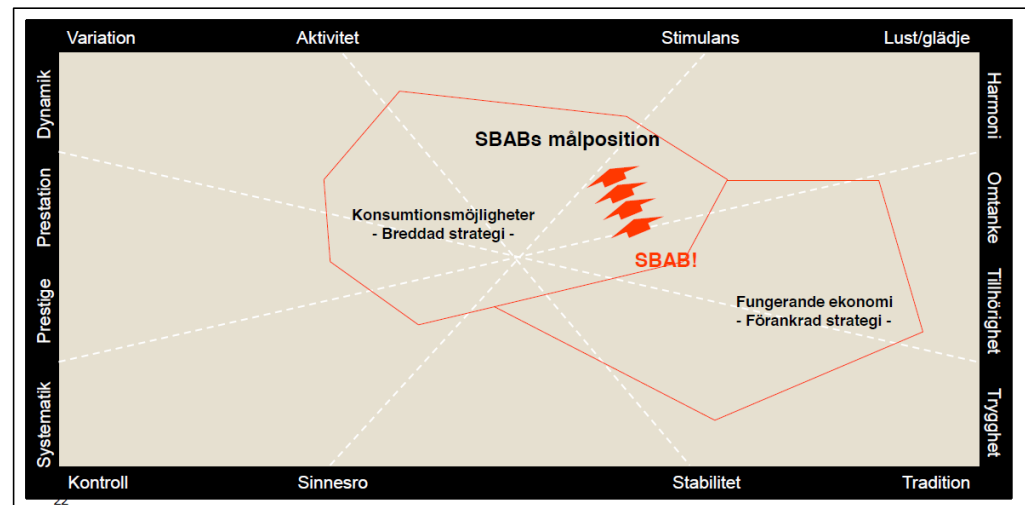 Variation
Aktivitet
Stimulans
Lust/glädje
Dynamik
Prestation
Prestige
Systematik
SBABs målposition
Konsumtionsmöjligheter
- Breddad strategi -
SBAB!
Fungerande ekonomi
- Förankrad strategi -
Harmoni
Omtanke
Tillhörighet
Trygghet
Kontroll
Sinnesro
Stabilitet
Tradition
22